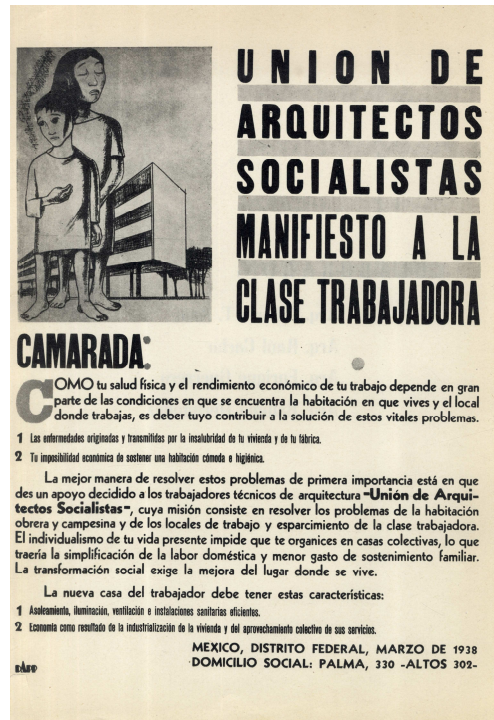 UNION DE
ARQUITECTOS
SOCIALISTAS
MANIFIESTO A LA
CLASE TRABAJADORA
CAMARADA:
COMO tu salud física y el rendimiento económico de tu trabajo depende en gran
parte de las condiciones en que se encuentra la habitación en que vives y el local
donde trabajas, es deber tuyo contribuir a la solución de estos vitales problemas.
1 Las enfermedades originadas y transmitidas por la insalubridad de tu vivienda y de tu fábrica.
2 Tu imposibilidad económica de sostener una habitación cómoda e higiénica.
La mejor manera de resolver estos problemas de primera importancia está en que
des un apoyo decidido a los trabajadores técnicos de arquitectura -Unión de Arqui-
tectos Socialistas-, cuya misión consiste en resolver los problemas de la habitación
obrera y campesina y de los locales de trabajo y esparcimiento de la clase trabajadora.
El individualismo de tu vida presente impide que te organices en casas colectivas, lo que
traería la simplificación de la labor doméstica y menor gasto de sostenimiento familiar.
La transformación social exige la mejora del lugar donde se vive.
La nueva casa del trabajador debe tener estas características:
1 Asoleamiento, iluminación, ventilación e instalaciones sanitarias eficientes.
2 Economía como resultado de la industrialización de la vivienda y del aprovechamiento colectivo de sus servicios.
MEXICO, DISTRITO FEDERAL, MARZO DE 1938
DOMICILIO SOCIAL: PALMA, 330 -ALTOS 302-
DAPP